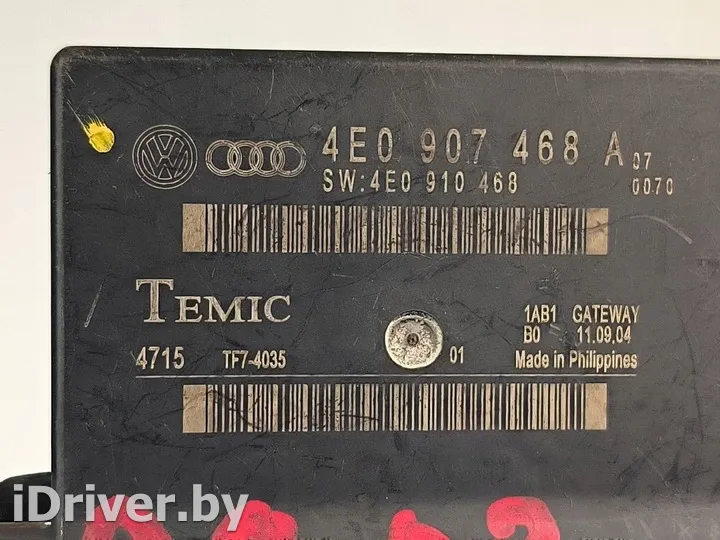 4E0 907 468 A 07
SW:4E0 910 468 0070
TEMIC
1AB1 GATEWAY
B0 11.09.04
4715 TF7-4035 01 Made in Philippines
iDriver.by